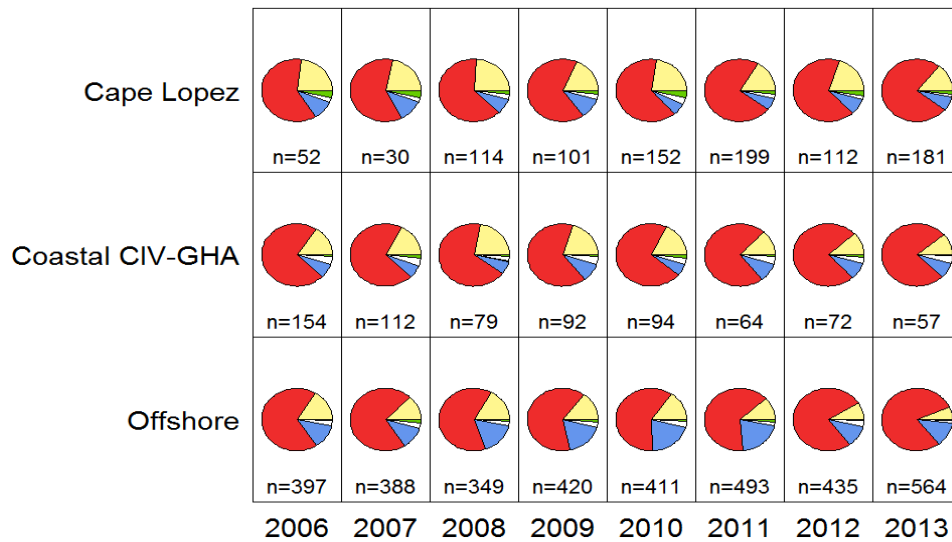 Cape Lopez
n=52 n=30 n=114 n=101 n=152 n=199 n=112 n=181
Coastal CIV-GHA
n=154 n=112 n=79 n=92 n=94 n=64 n=72 n=57
Offshore
n=397 n=388 n=349 n=420 n=411 n=493 n=435 n=564
2006 2007 2008 2009 2010 2011 2012 2013